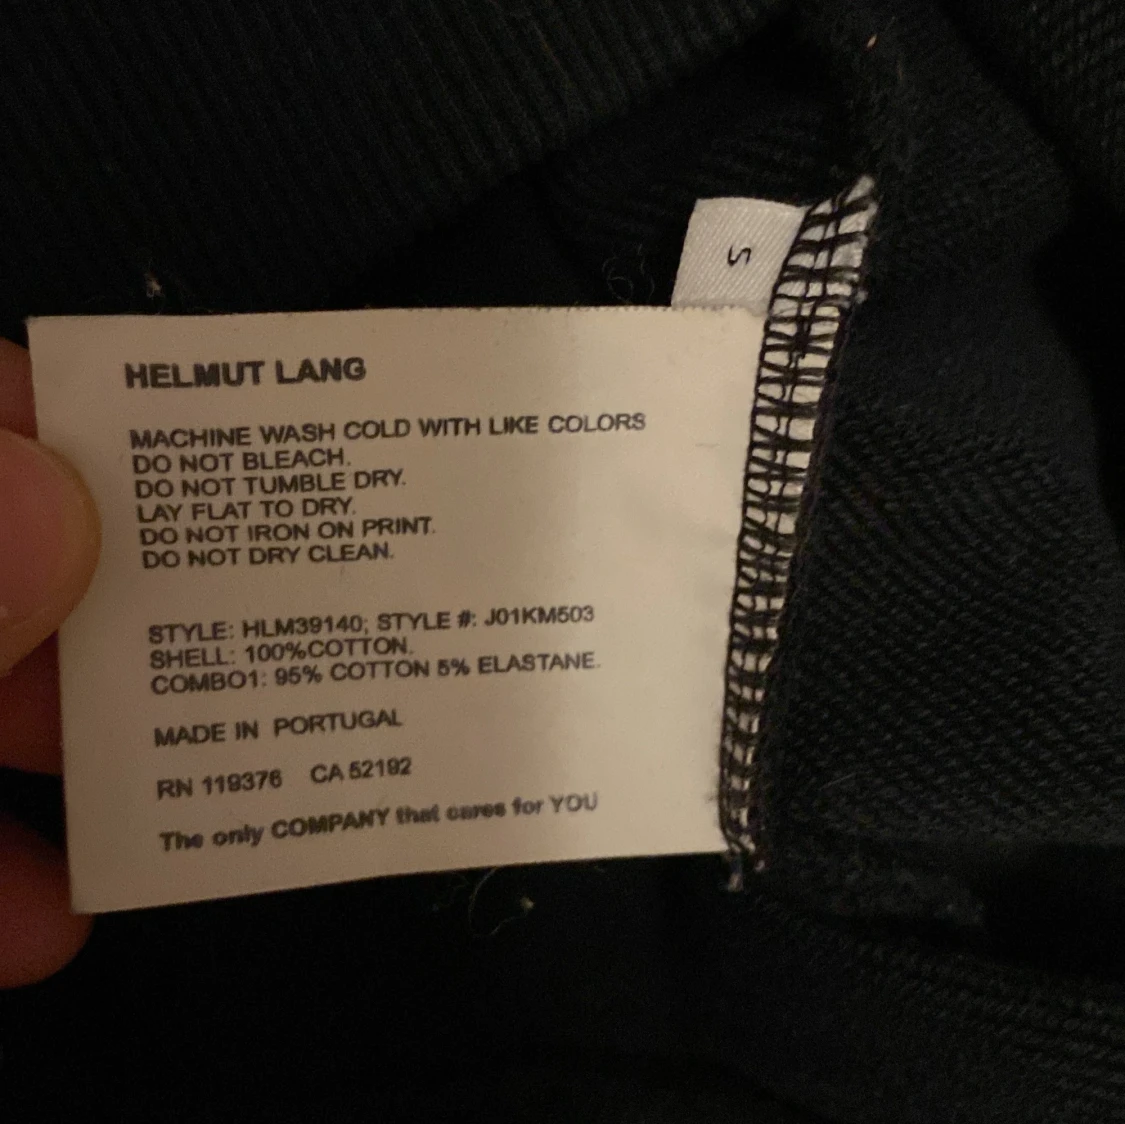 S
HELMUT LANG
MACHINE WASH COLD WITH LIKE COLORS
DO NOT BLEACH.
DO NOT TUMBLE DRY.
LAY FLAT TO DRY.
DO NOT IRON ON PRINT.
DO NOT DRY CLEAN.
STYLE: HLM39140; STYLE #: J01KM503
SHELL: 100%COTTON.
COMBO1: 95% COTTON 5% ELASTANE.
MADE IN PORTUGAL
RN 119376 CA 52192
The only COMPANY that cares for YOU